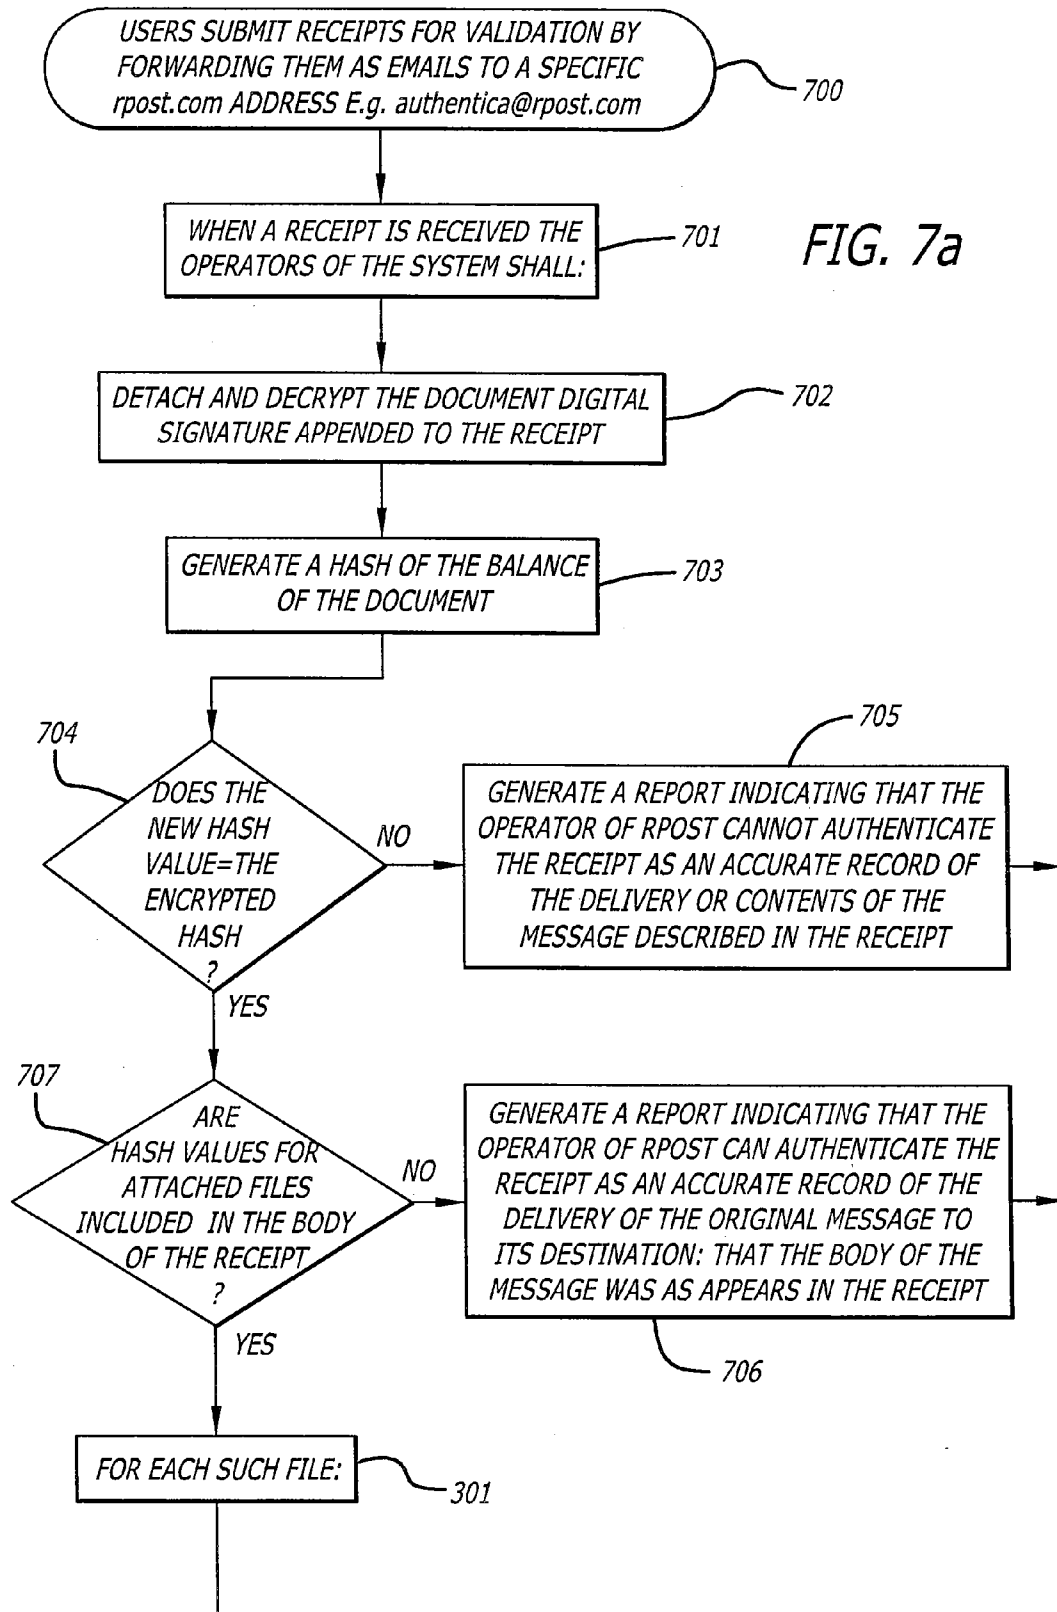 USERS SUBMIT RECEIPTS FOR VALIDATION BY
FORWARDING THEM AS EMAILS TO A SPECIFIC
rpost.com ADDRESS E.g. authentica@rpost.com
700
WHEN A RECEIPT IS RECEIVED THE
OPERATORS OF THE SYSTEM SHALL:
701
FIG. 7a
DETACH AND DECRYPT THE DOCUMENT DIGITAL
SIGNATURE APPENDED TO THE RECEIPT
702
GENERATE A HASH OF THE BALANCE
OF THE DOCUMENT
703
704
DOES THE
NEW HASH
VALUE=THE
ENCRYPTED
HASH
?
NO
YES
705
GENERATE A REPORT INDICATING THAT THE
OPERATOR OF RPOST CANNOT AUTHENTICATE
THE RECEIPT AS AN ACCURATE RECORD OF
THE DELIVERY OR CONTENTS OF THE
MESSAGE DESCRIBED IN THE RECEIPT
707
ARE
HASH VALUES FOR
ATTACHED FILES
INCLUDED IN THE BODY
OF THE RECEIPT
?
NO
YES
GENERATE A REPORT INDICATING THAT THE
OPERATOR OF RPOST CAN AUTHENTICATE THE
RECEIPT AS AN ACCURATE RECORD OF THE
DELIVERY OF THE ORIGINAL MESSAGE TO
ITS DESTINATION: THAT THE BODY OF THE
MESSAGE WAS AS APPEARS IN THE RECEIPT
706
FOR EACH SUCH FILE:
301